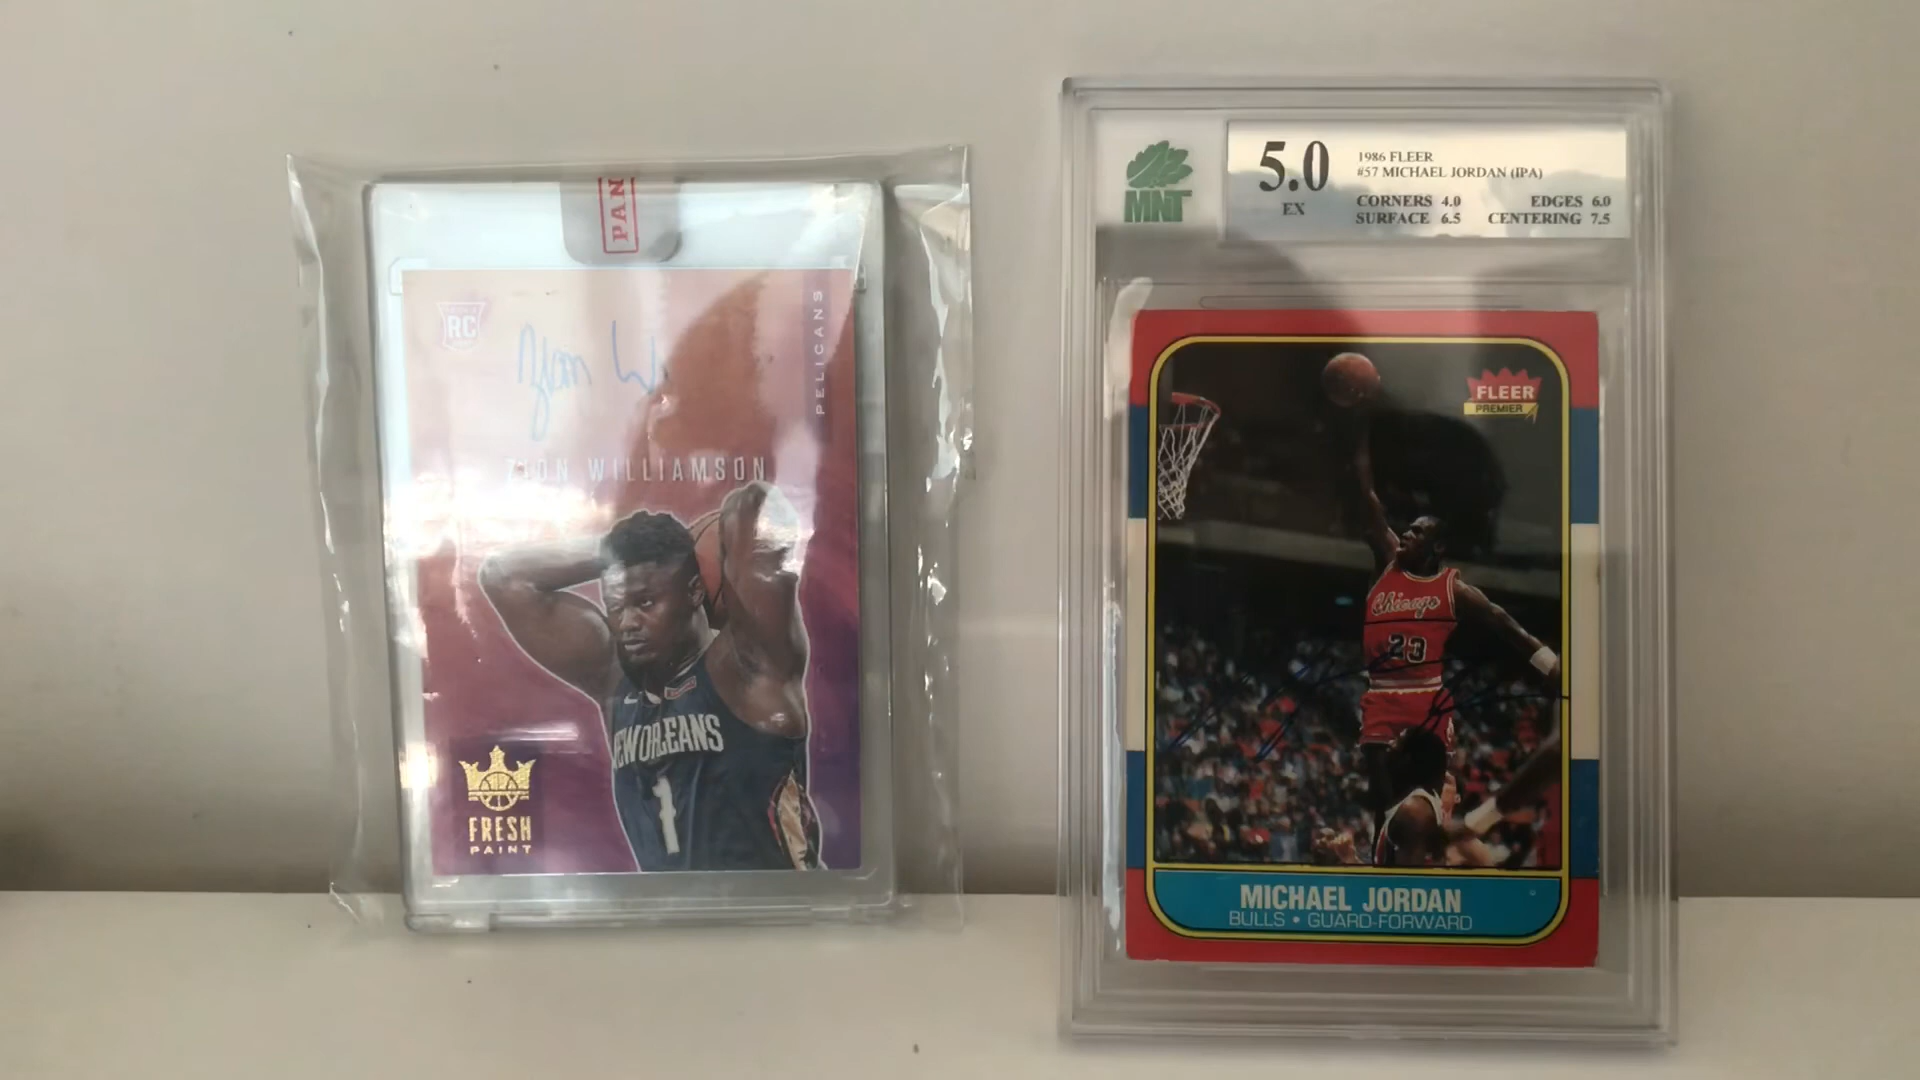 PAN
RC
Zion W
PELICANS
ZION WILLIAMSON
NEW ORLEANS
1
FRESH
PAINT
MNT
5.0
EX
1986 FLEER
#57 MICHAEL JORDAN (IPA)
CORNERS 4.0 EDGES 6.0
SURFACE 6.5 CENTERING 7.5
FLEER
PREMIER
Chicago
23
MICHAEL JORDAN
BULLS • GUARD-FORWARD